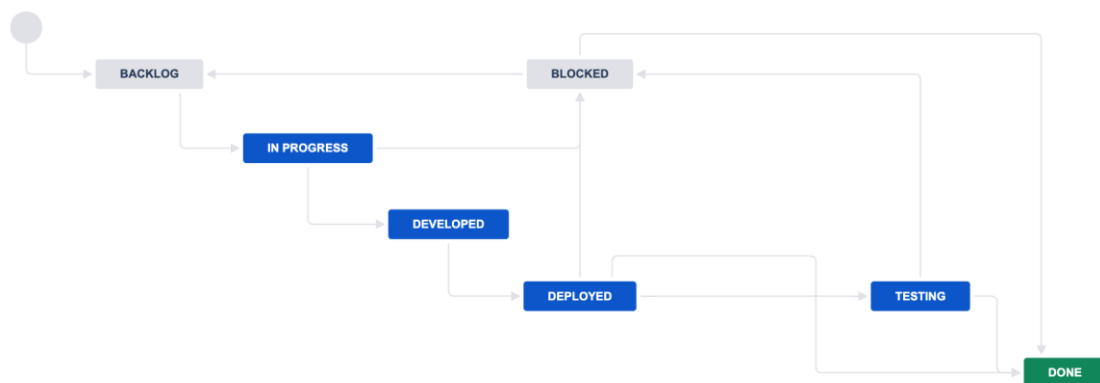 BACKLOG
BLOCKED
IN PROGRESS
DEVELOPED
DEPLOYED
TESTING
DONE